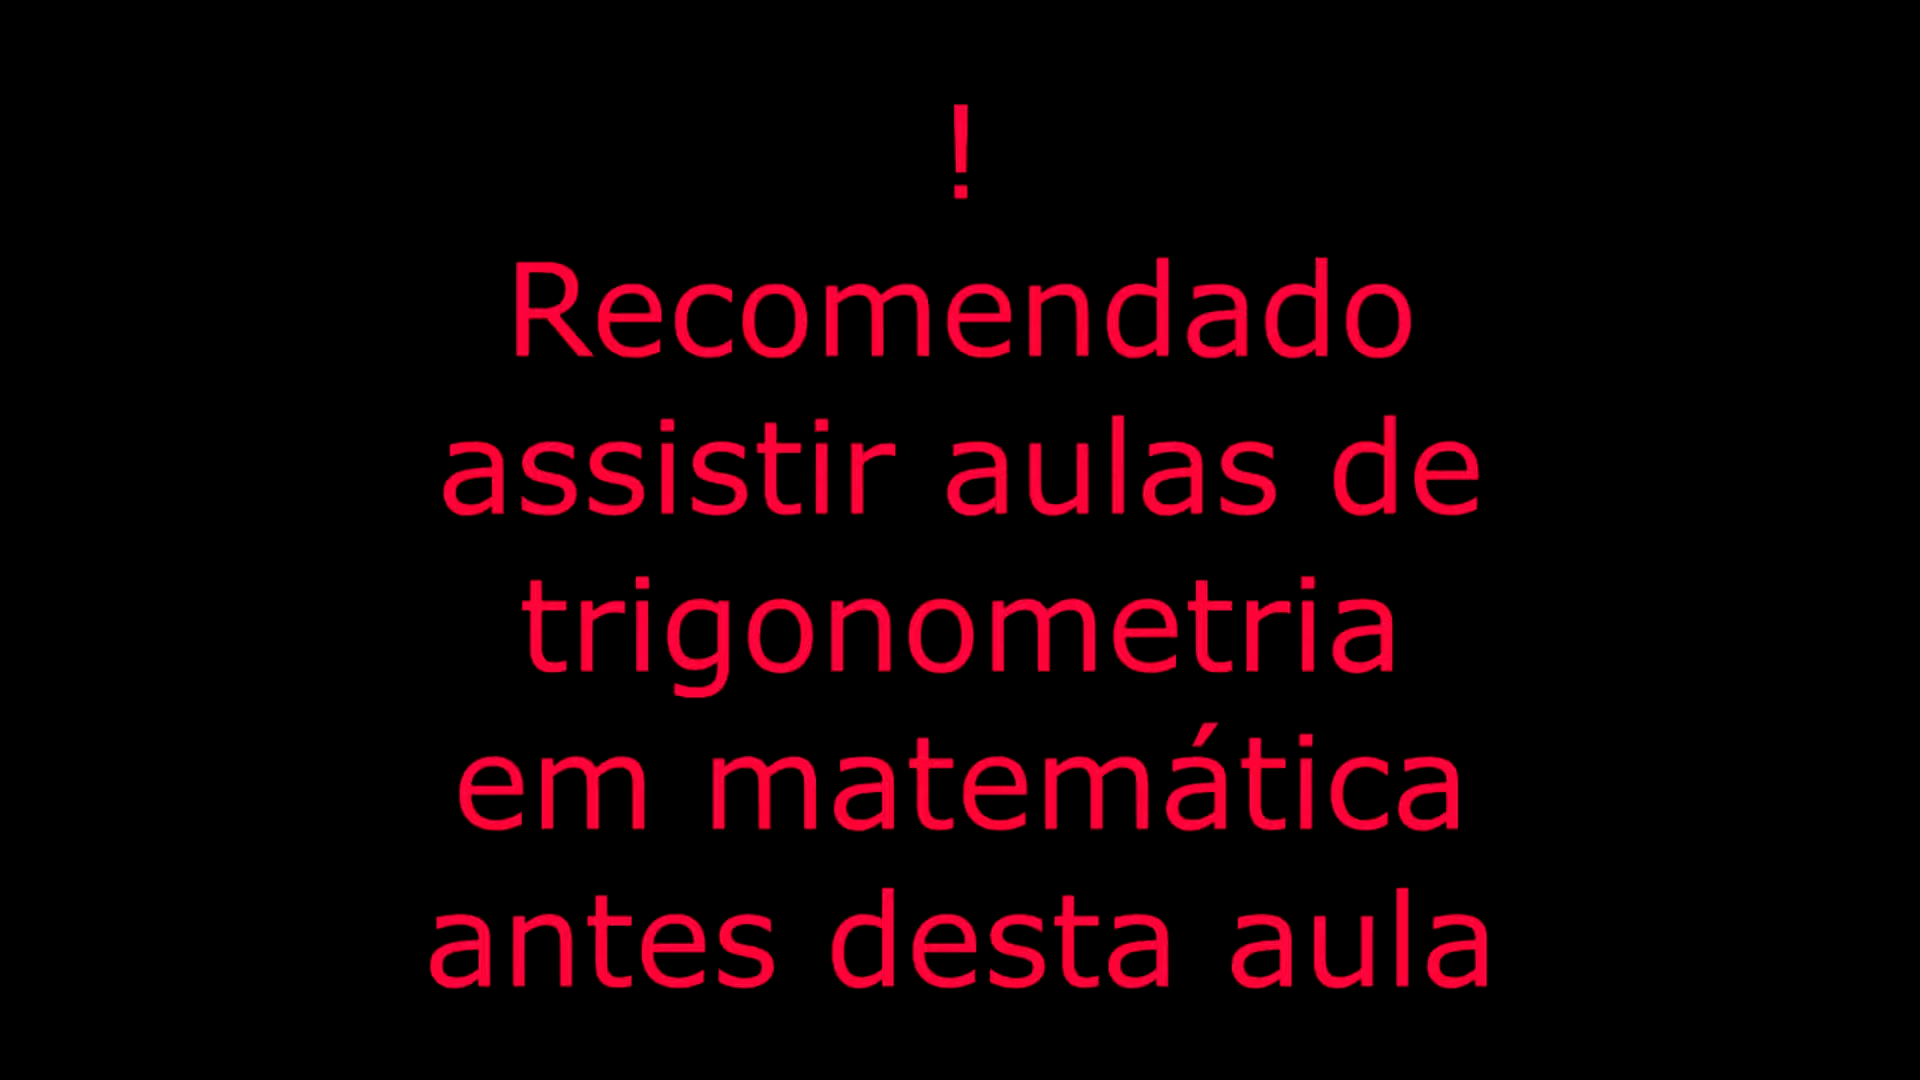 !
Recomendado
assistir aulas de
trigonometria
em matemática
antes desta aula